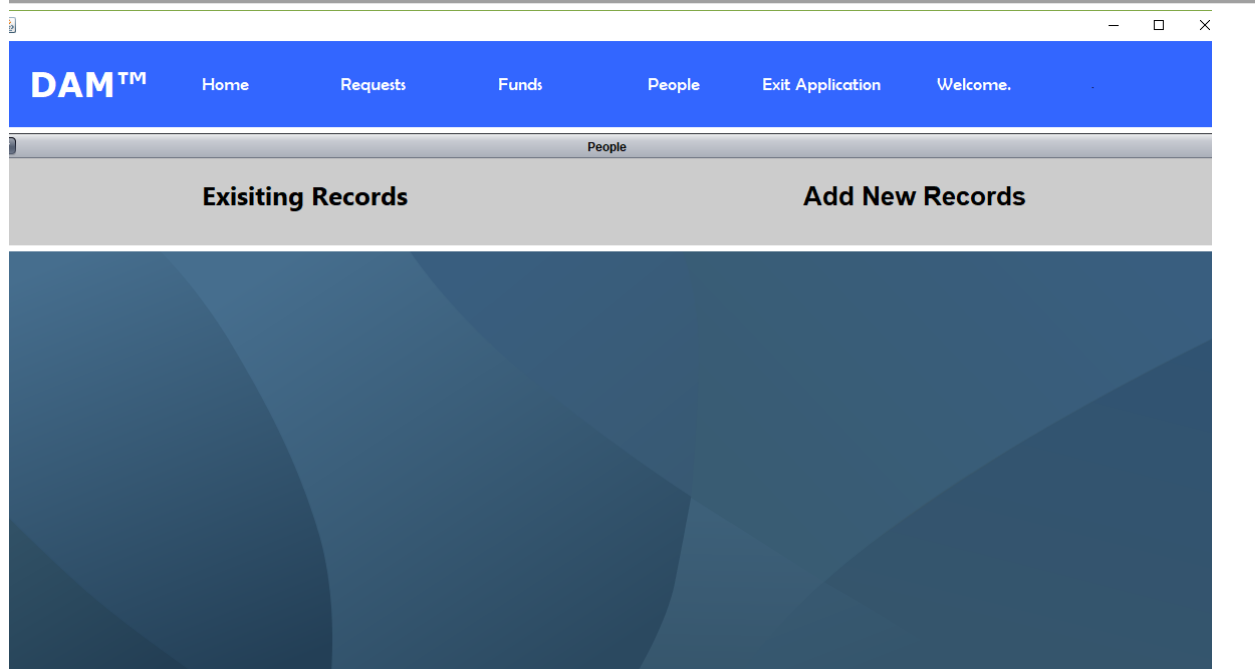 DAM™ Home Requests Funds People Exit Application Welcome.
People
Exisiting Records Add New Records